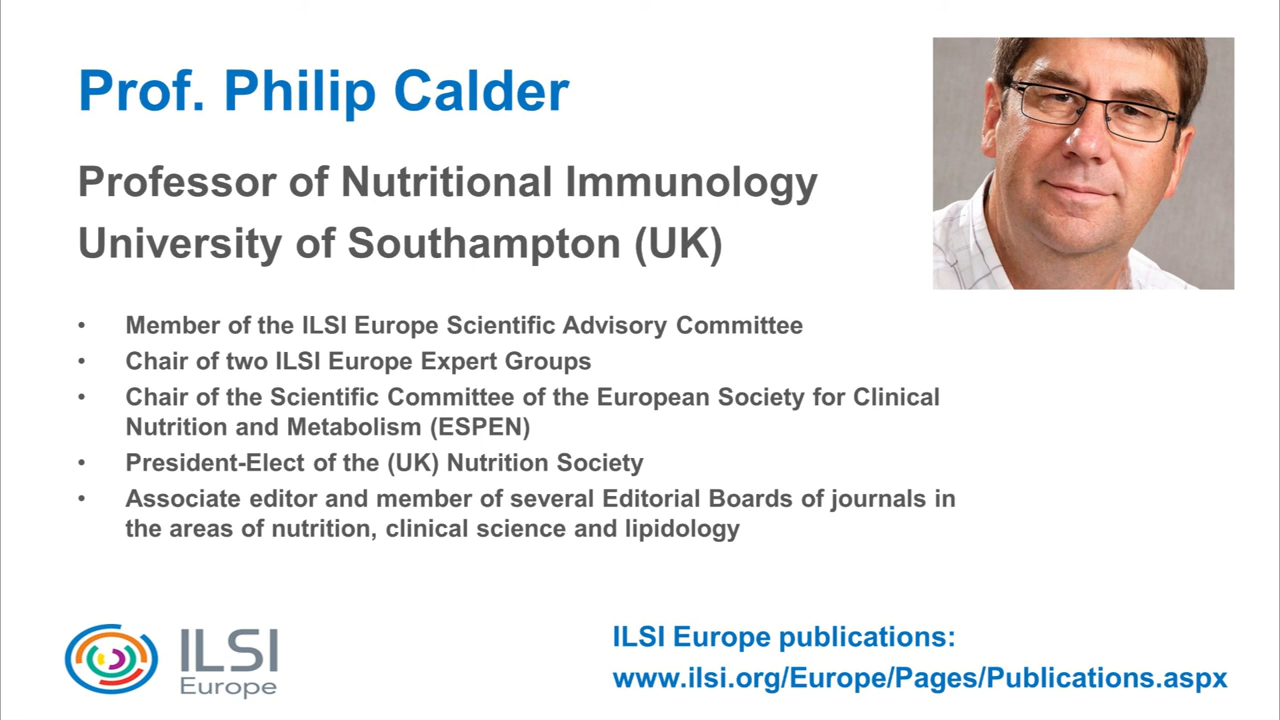 Prof. Philip Calder
Professor of Nutritional Immunology
University of Southampton (UK)
• Member of the ILSI Europe Scientific Advisory Committee
• Chair of two ILSI Europe Expert Groups
• Chair of the Scientific Committee of the European Society for Clinical
Nutrition and Metabolism (ESPEN)
• President-Elect of the (UK) Nutrition Society
• Associate editor and member of several Editorial Boards of journals in
the areas of nutrition, clinical science and lipidology
ILSI
Europe
ILSI Europe publications:
www.ilsi.org/Europe/Pages/Publications.aspx